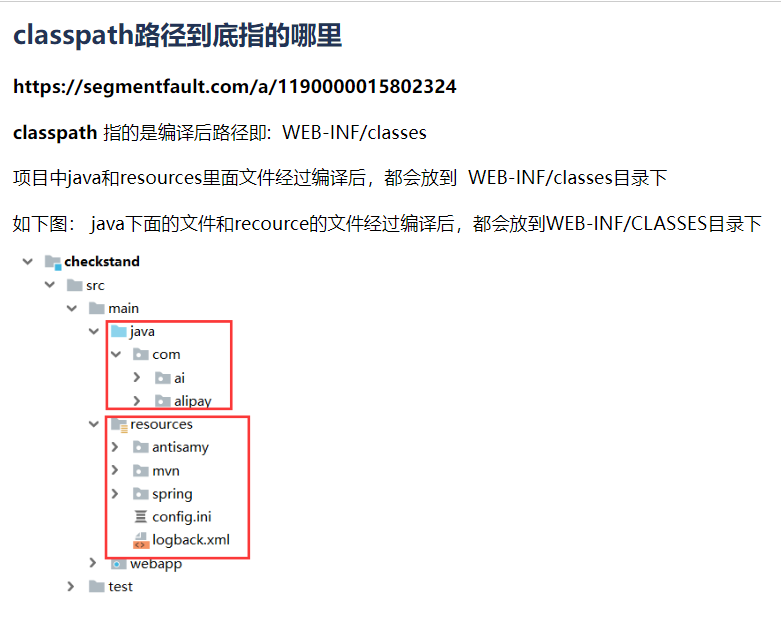 classpath路径到底指的哪里
https://segmentfault.com/a/1190000015802324
classpath 指的是编译后路径即: WEB-INF/classes
项目中java和resources里面文件经过编译后，都会放到 WEB-INF/classes目录下
如下图： java下面的文件和recource的文件经过编译后，都会放到WEB-INF/CLASSES目录下
checkstand
src
main
java
com
ai
alipay
resources
antisamy
mvn
spring
config.ini
logback.xml
webapp
test